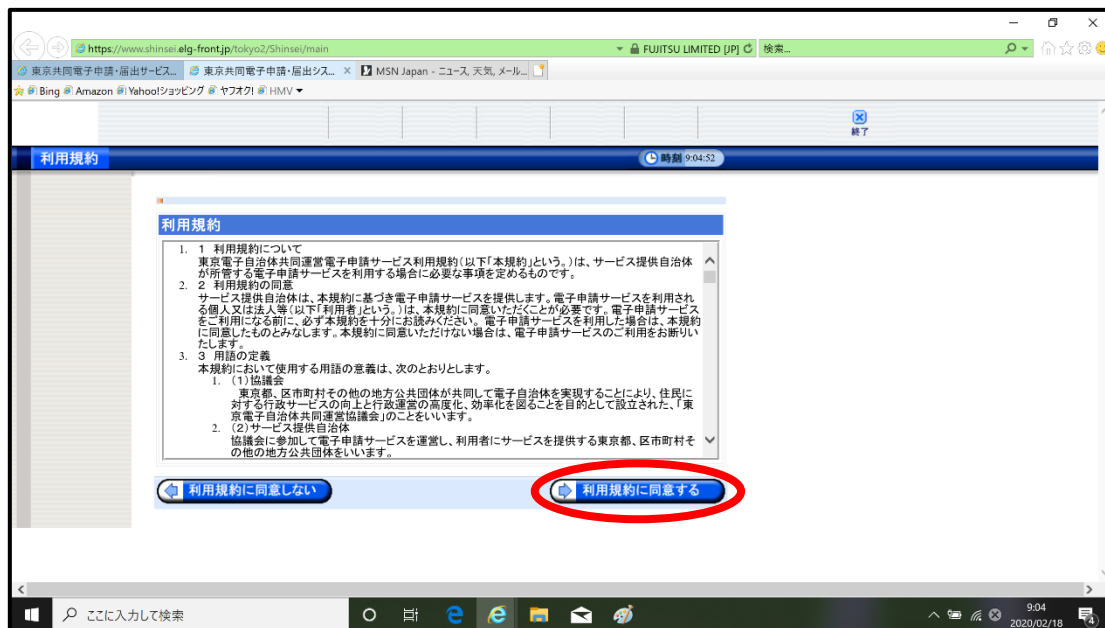 https://www.shinsei.elg-front.jp/tokyo2/Shinsei/main
FUJITSU LIMITED [JP]
検索...
東京共同電子申請・届出サービス...
東京共同電子申請・届出シス...
MSN Japan - ニュース, 天気, メール...
Bing Amazon Yahoo!ショッピング ヤフオク! HMV
終了
利用規約
時刻 9:04:52
利用規約
1. 1 利用規約について
東京電子自治体共同運営電子申請サービス利用規約(以下「本規約」という。)は、サービス提供自治体
が所管する電子申請サービスを利用する場合に必要な事項を定めるものです。
2. 2 利用規約の同意
サービス提供自治体は、本規約に基づき電子申請サービスを提供します。電子申請サービスを利用され
る個人又は法人等(以下「利用者」という。)は、本規約に同意いただくことが必要です。電子申請サービス
をご利用になる前に、必ず本規約を十分にお読みください。電子申請サービスを利用した場合は、本規約
に同意したものとみなします。本規約に同意いただけない場合は、電子申請サービスのご利用をお断りい
たします。
3. 3 用語の定義
本規約において使用する用語の意義は、次のとおりとします。
1. (1)協議会
東京都、区市町村その他の地方公共団体が共同して電子自治体を実現することにより、住民に
対する行政サービスの向上と行政運営の高度化、効率化を図ることを目的として設立された、「東
京電子自治体共同運営協議会」のことをいいます。
2. (2)サービス提供自治体
協議会に参加して電子申請サービスを運営し、利用者にサービスを提供する東京都、区市町村そ
の他の地方公共団体をいいます。
利用規約に同意しない
利用規約に同意する
ここに入力して検索
9:04
2020/02/18
4